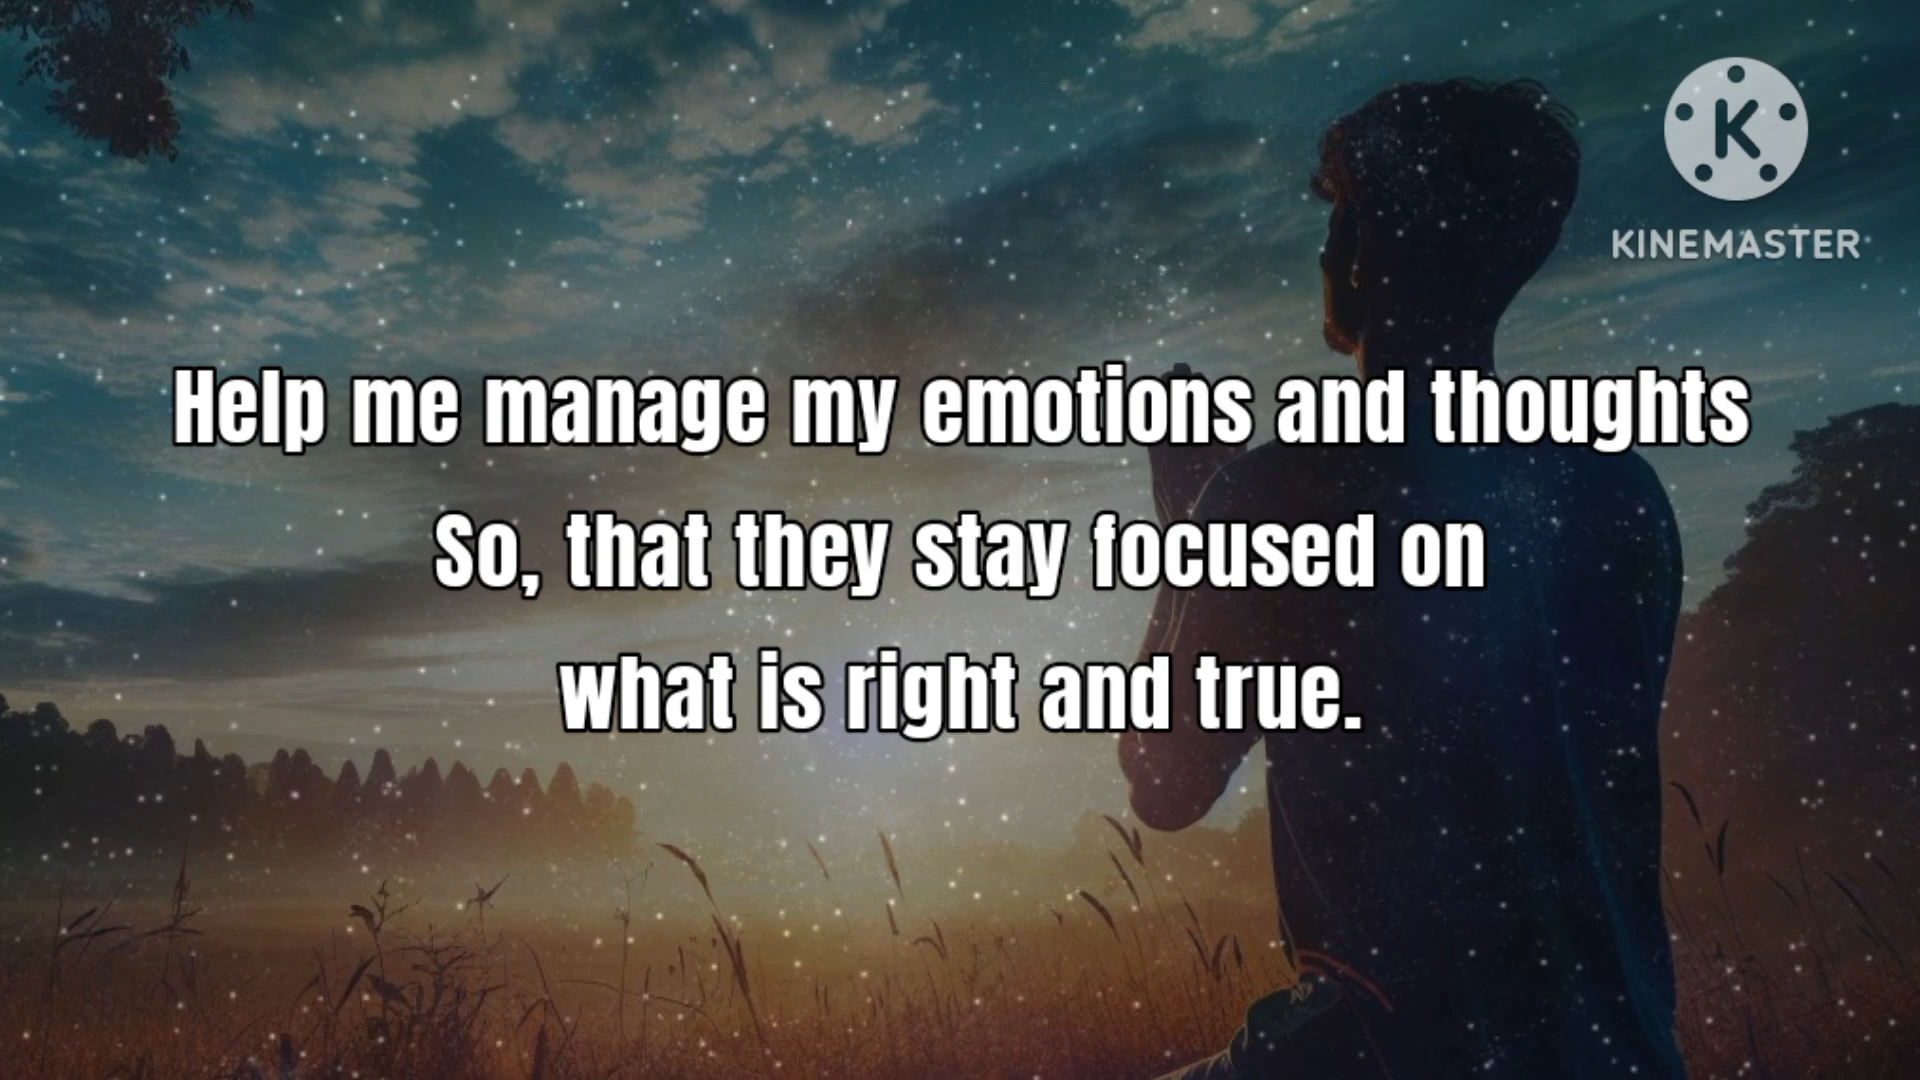 K
KINEMASTER
Help me manage my emotions and thoughts
So, that they stay focused on
what is right and true.